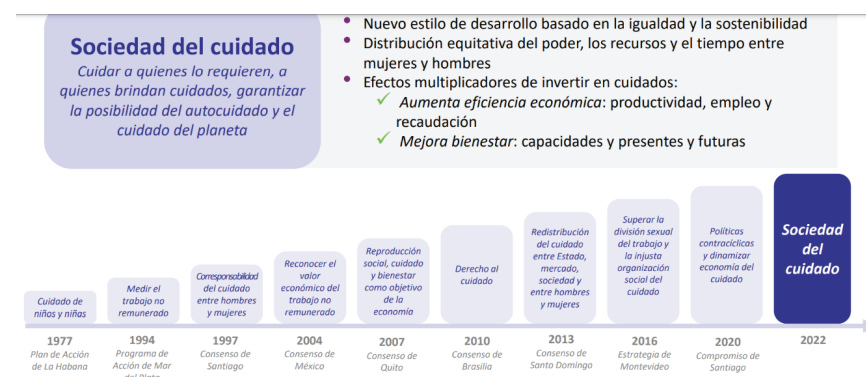 Sociedad del cuidado
Cuidar a quienes lo requieren, a
quienes brindan cuidados, garantizar
la posibilidad del autocuidado y el
cuidado del planeta
Nuevo estilo de desarrollo basado en la igualdad y la sostenibilidad
Distribución equitativa del poder, los recursos y el tiempo entre
mujeres y hombres
Efectos multiplicadores de invertir en cuidados:
Aumenta eficiencia económica: productividad, empleo y
recaudación
Mejora bienestar: capacidades y presentes y futuras
Cuidado de
niños y niñas
Medir el
trabajo no
remunerado
Corresponsabilidad
del cuidado
entre hombres
y mujeres
Reconocer el
valor
económico del
trabajo no
remunerado
Reproducción
social, cuidado
y bienestar
como objetivo
de la
economía
Derecho al
cuidado
Redistribución
del cuidado
entre Estado,
mercado,
sociedad y
entre hombres
y mujeres
Superar la
división sexual
del trabajo y
la injusta
organización
social del
cuidado
Políticas
contracíclicas
y dinamizar
economía del
cuidado
Sociedad
del
cuidado
1977
Plan de Acción
de La Habana
1994
Programa de
Acción de Mar
del Plata
1997
Consenso de
Santiago
2004
Consenso de
México
2007
Consenso de
Quito
2010
Consenso de
Brasilia
2013
Consenso de
Santo Domingo
2016
Estrategia de
Montevideo
2020
Compromiso de
Santiago
2022